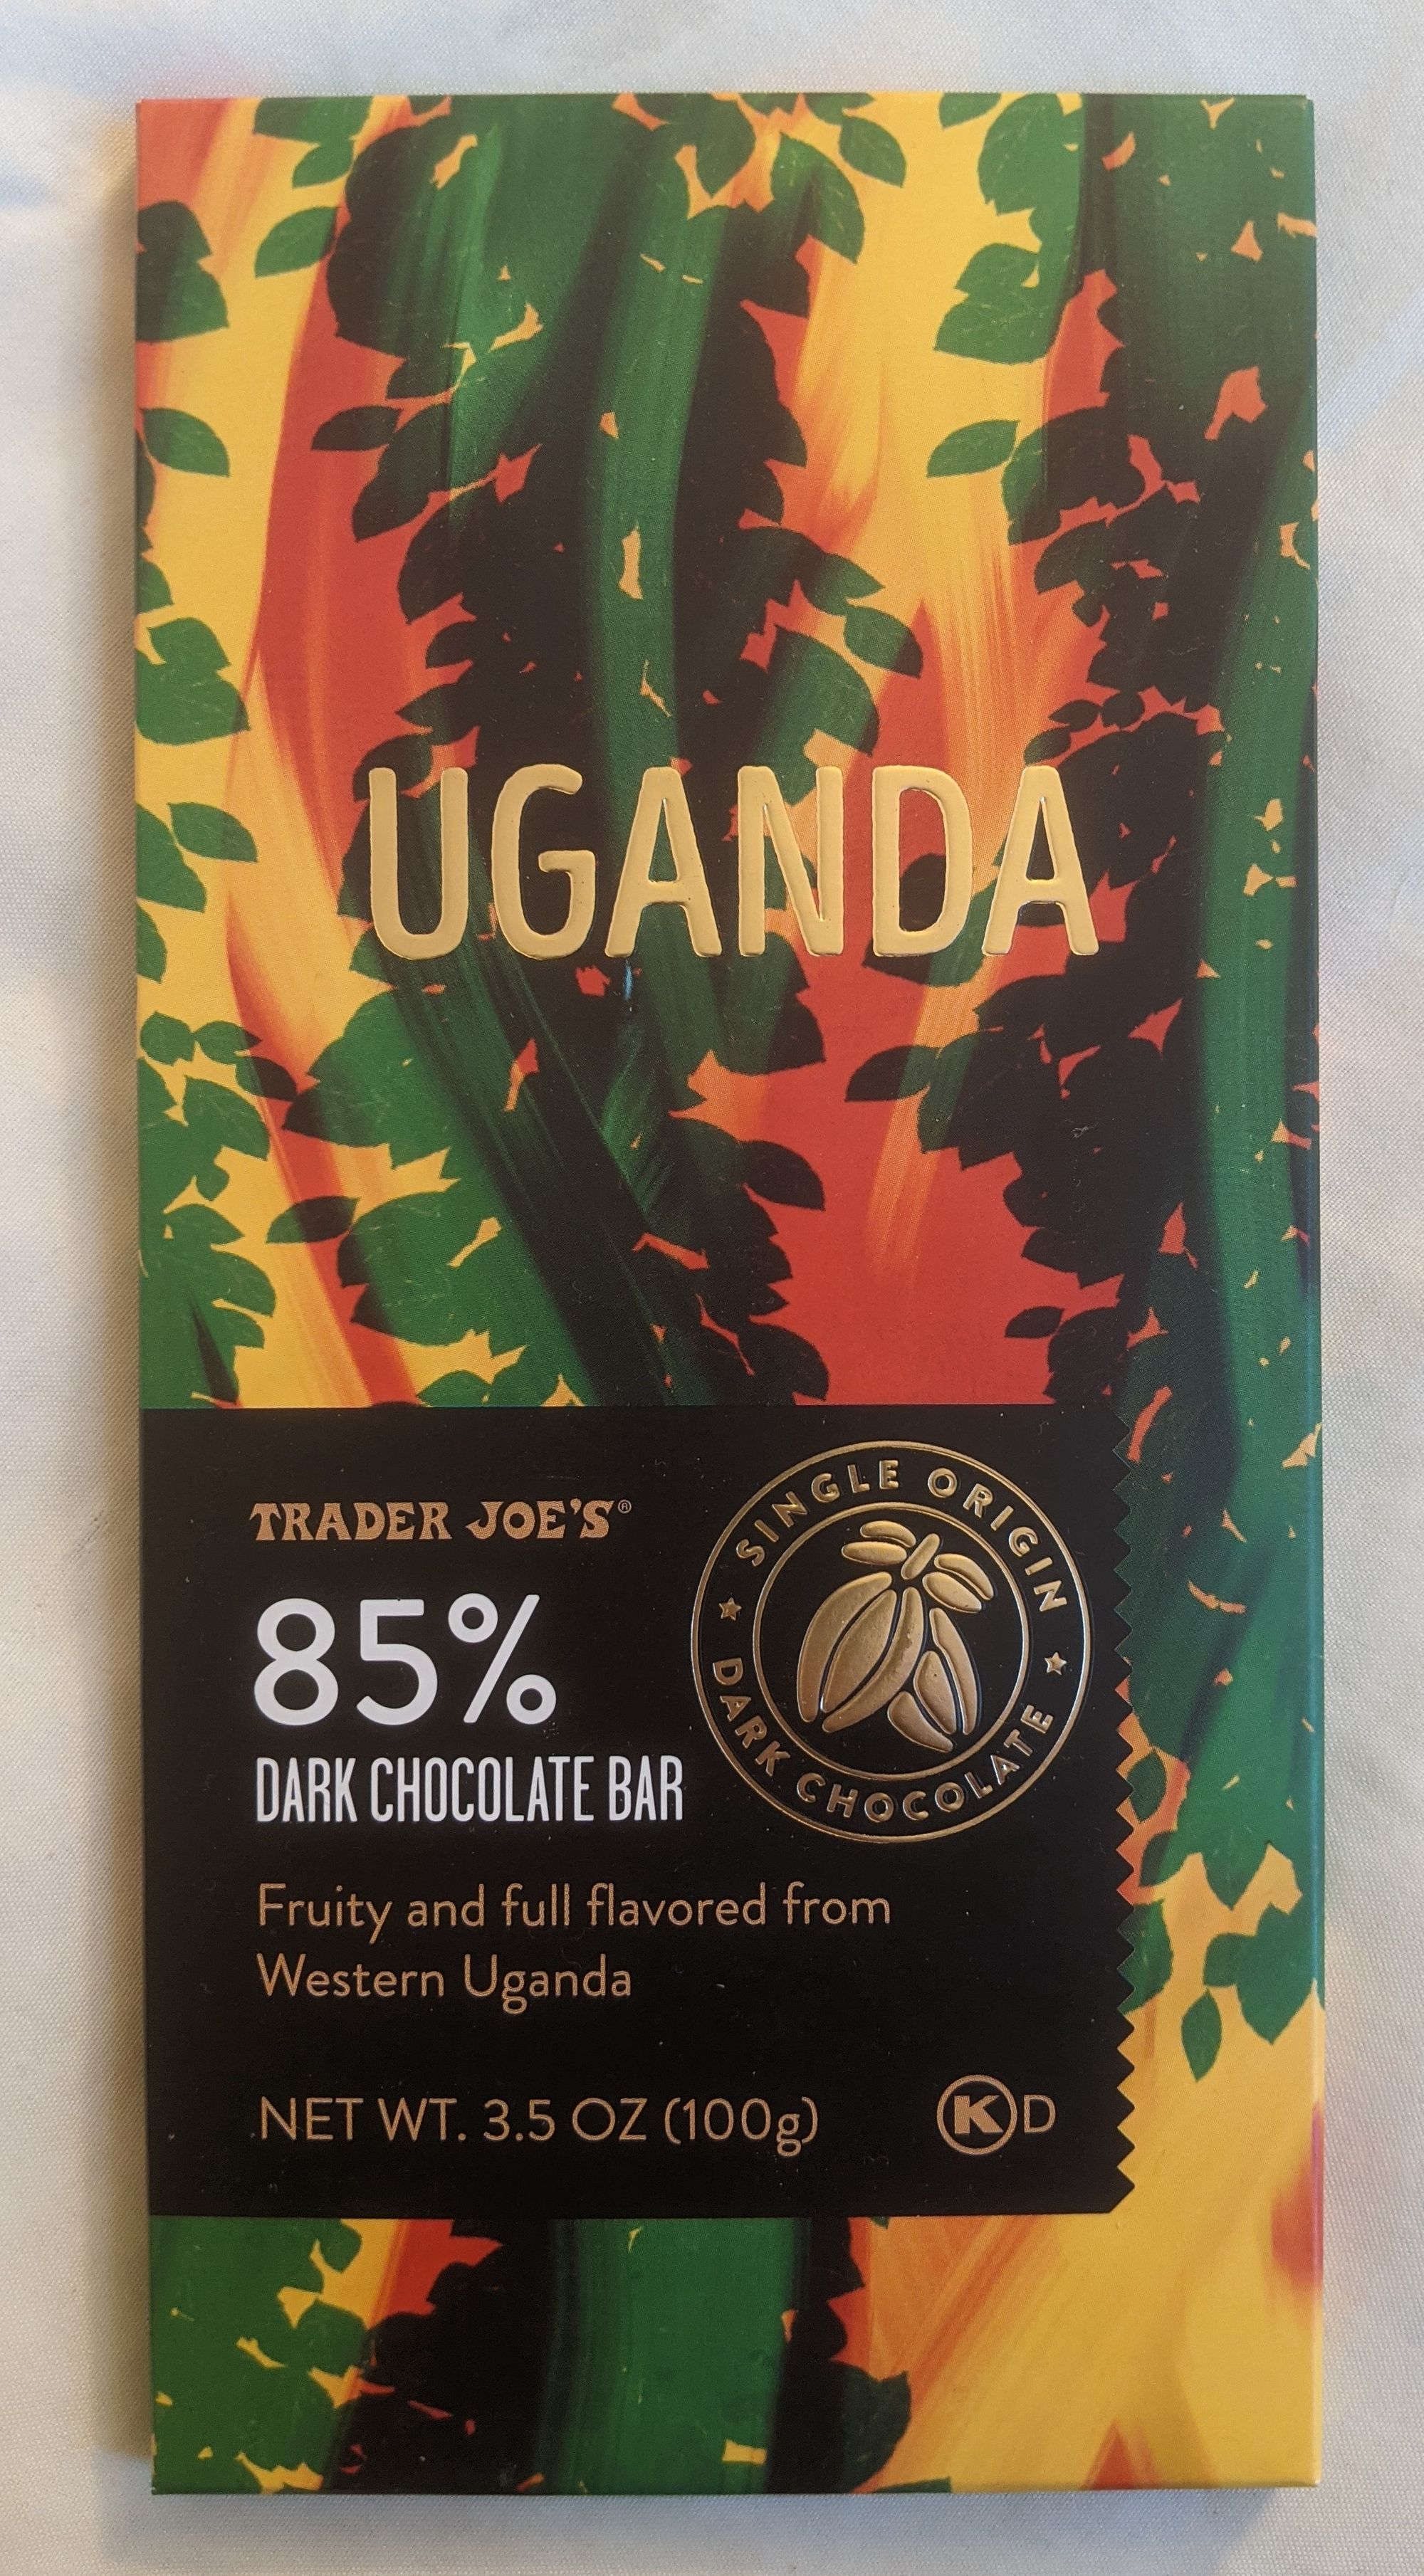 UGANDA
TRADER JOE'S®
SINGLE ORIGIN
DARK CHOCOLATE
85%
DARK CHOCOLATE BAR
Fruity and full flavored from
Western Uganda
NET WT. 3.5 OZ (100g)
K D